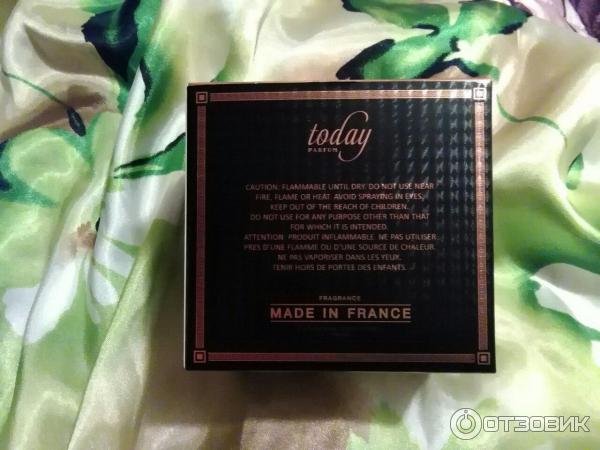 today
PARFUM
CAUTION: FLAMMABLE UNTIL DRY. DO NOT USE NEAR
FIRE, FLAME OR HEAT. AVOID SPRAYING IN EYES,
KEEP OUT OF THE REACH OF CHILDREN.
DO NOT USE FOR ANY PURPOSE OTHER THAN THAT
FOR WHICH IT IS INTENDED.
ATTENTION: PRODUIT INFLAMMABLE. NE PAS UTILISER
PRES D'UNE FLAMME OU D'UNE SOURCE DE CHALEUR.
NE PAS VAPORISER DANS LES YEUX.
TENIR HORS DE PORTEE DES ENFANTS.
FRAGRANCE
MADE IN FRANCE
ОТЗОВИК